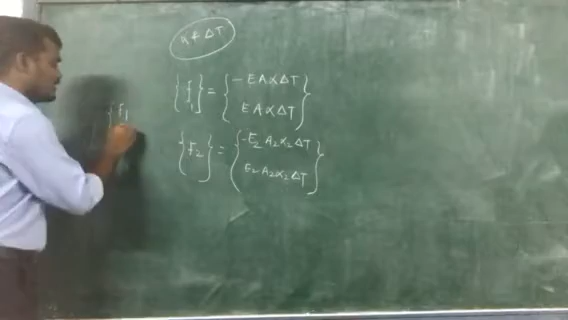 α & ΔT
{f₁} = {-EAαΔT
EAαΔT}
{F₂} = {-E₂A₂α₂ΔT
E₂A₂α₂ΔT}
{F₁